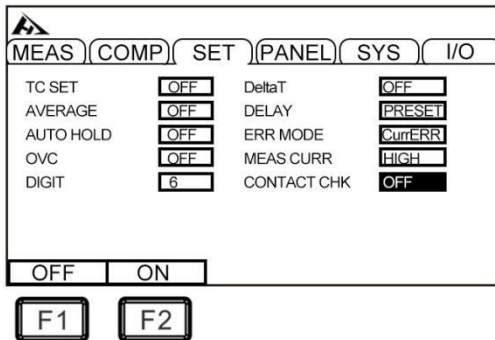 MEAS COMP SET PANEL SYS I/O
TC SET OFF DeltaT OFF
AVERAGE OFF DELAY PRESET
AUTO HOLD OFF ERR MODE CurrERR
OVC OFF MEAS CURR HIGH
DIGIT 6 CONTACT CHK OFF
OFF ON
F1 F2